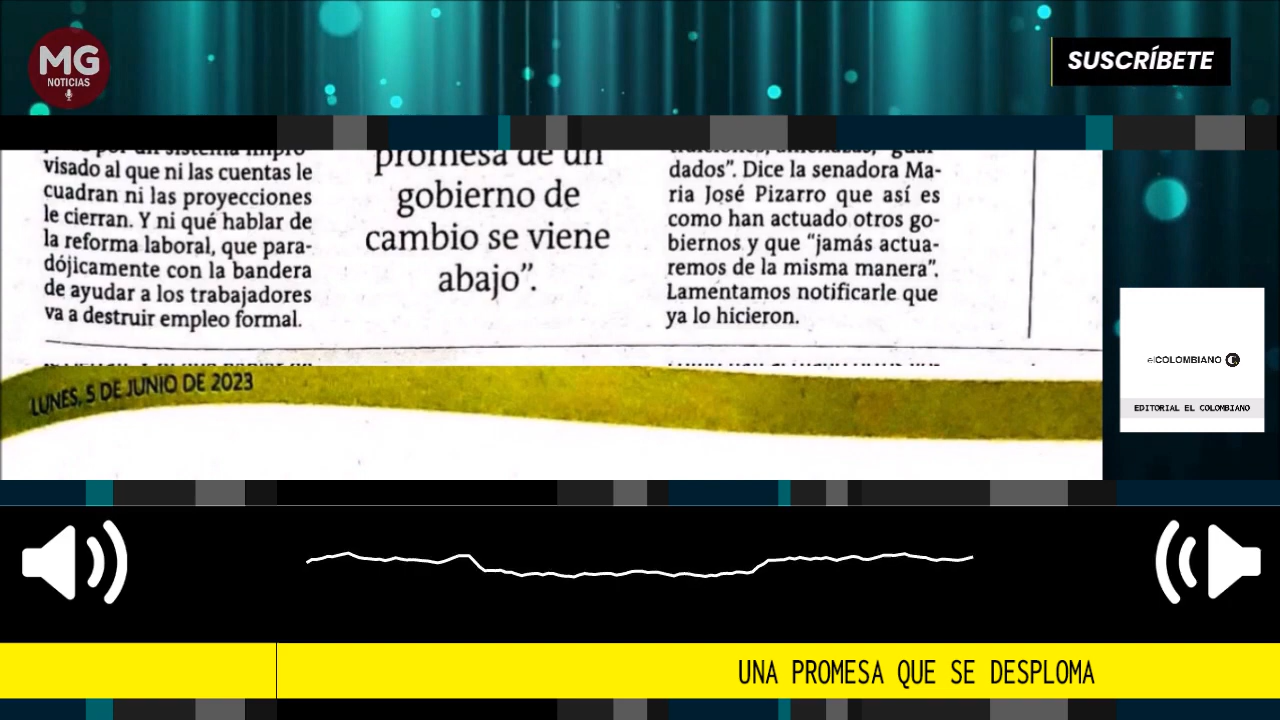 MG
NOTICIAS
SUSCRÍBETE
visado al que ni las cuentas le
cuadran ni las proyecciones
le cierran. Y ni qué hablar de
la reforma laboral, que para-
dójicamente con la bandera
de ayudar a los trabajadores
va a destruir empleo formal.
promesa de un
gobierno de
cambio se viene
abajo”.
dados”. Dice la senadora Ma-
ria José Pizarro que así es
como han actuado otros go-
biernos y que “jamás actua-
remos de la misma manera”.
Lamentamos notificarle que
ya lo hicieron.
LUNES, 5 DE JUNIO DE 2023
elCOLOMBIANO
EDITORIAL EL COLOMBIANO
UNA PROMESA QUE SE DESPLOMA